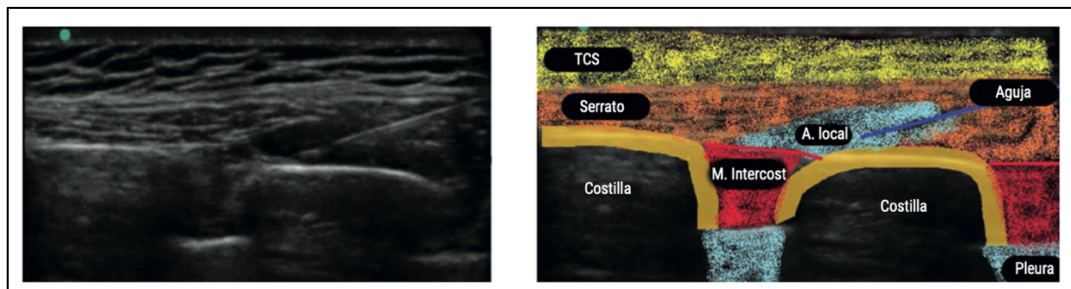 TCS
Serrato
Aguja
A. local
M. Intercost
Costilla
Costilla
Pleura